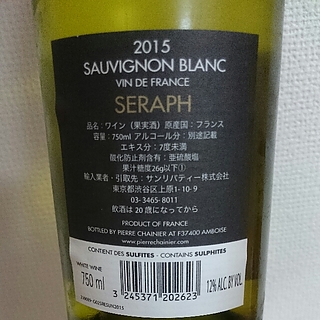 2015
SAUVIGNON BLANC
VIN DE FRANCE
SERAPH
品名：ワイン（果実酒）原産国：フランス
容量：750ml アルコール分：別途記載
エキス分：7度未満
酸化防止剤含有：亜硫酸塩
果汁糖度26g以下①
輸入業者・引取先：サンリバティー株式会社
東京都渋谷区上原1-10-9
03-3465-8011
飲酒は20歳になってから
PRODUCT OF FRANCE
BOTTLED BY PIERRE CHAINIER AT F37400 AMBOISE
www.pierrechainier.com
CONTIENT DES SULFITES - CONTAINS SULPHITES
WHITE WINE
750 ml
3 245371 202623
12% ALC BY VOL